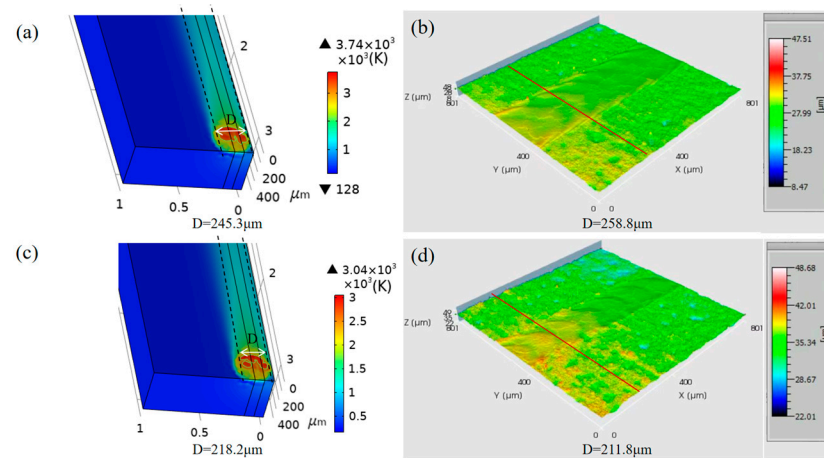 (a)
▲ 3.74×10³
×10³(K)
3
2
1
▼ 128
2
3
0
200
400
μm
1
0.5
0
D
D=245.3μm
(b)
Z (μm)
801
Y (μm)
400
0
0
400
X (μm)
801
D=258.8μm
47.51
37.75
27.99
18.23
8.47
[μm]
(c)
▲ 3.04×10³
×10³(K)
3
2.5
2
1.5
1
0.5
2
3
0
200
400
μm
1
0.5
0
D
D=218.2μm
(d)
Z (μm)
801
Y (μm)
400
0
0
400
X (μm)
801
D=211.8μm
48.68
42.01
35.34
28.67
22.01